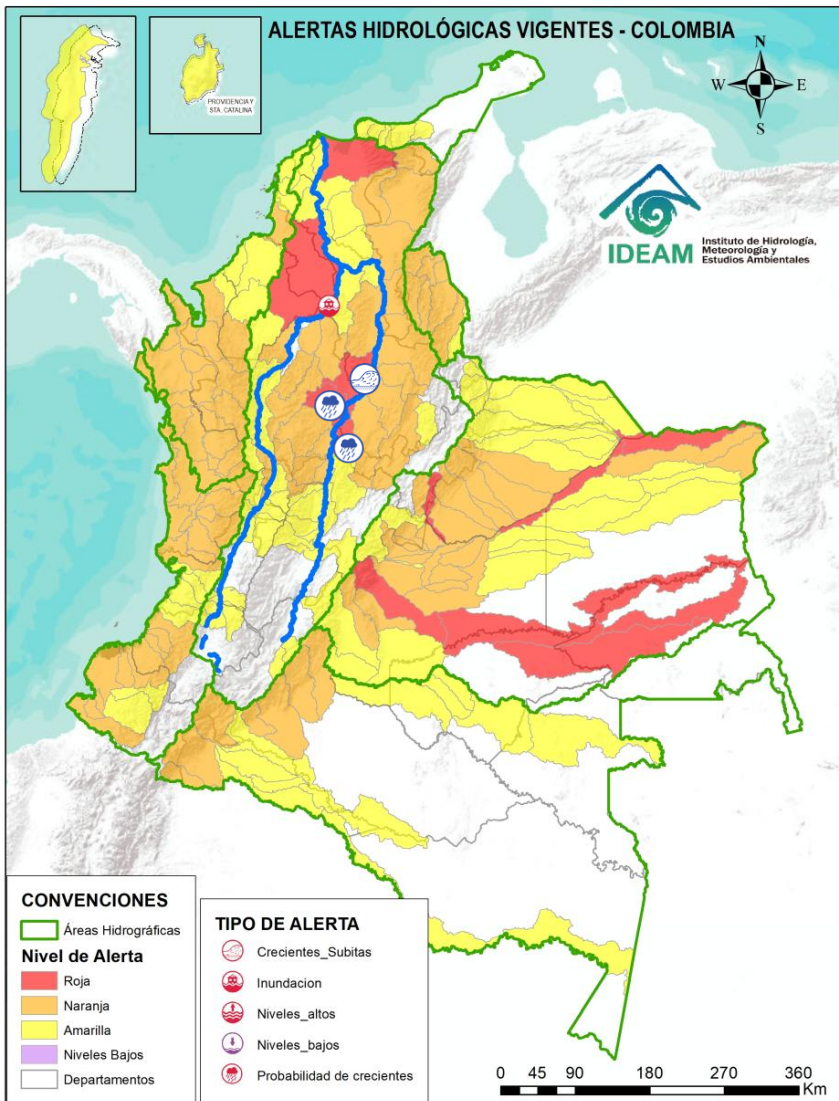 ALERTAS HIDROLÓGICAS VIGENTES - COLOMBIA
PROVIDENCIA Y
STA. CATALINA
N
W
E
S
IDEAM
Instituto de Hidrología,
Meteorología y
Estudios Ambientales
CONVENCIONES
Áreas Hidrográficas
Nivel de Alerta
Roja
Naranja
Amarilla
Niveles Bajos
Departamentos
TIPO DE ALERTA
Crecientes_Subitas
Inundacion
Niveles_altos
Niveles_bajos
Probabilidad de crecientes
0 45 90 180 270 360
Km